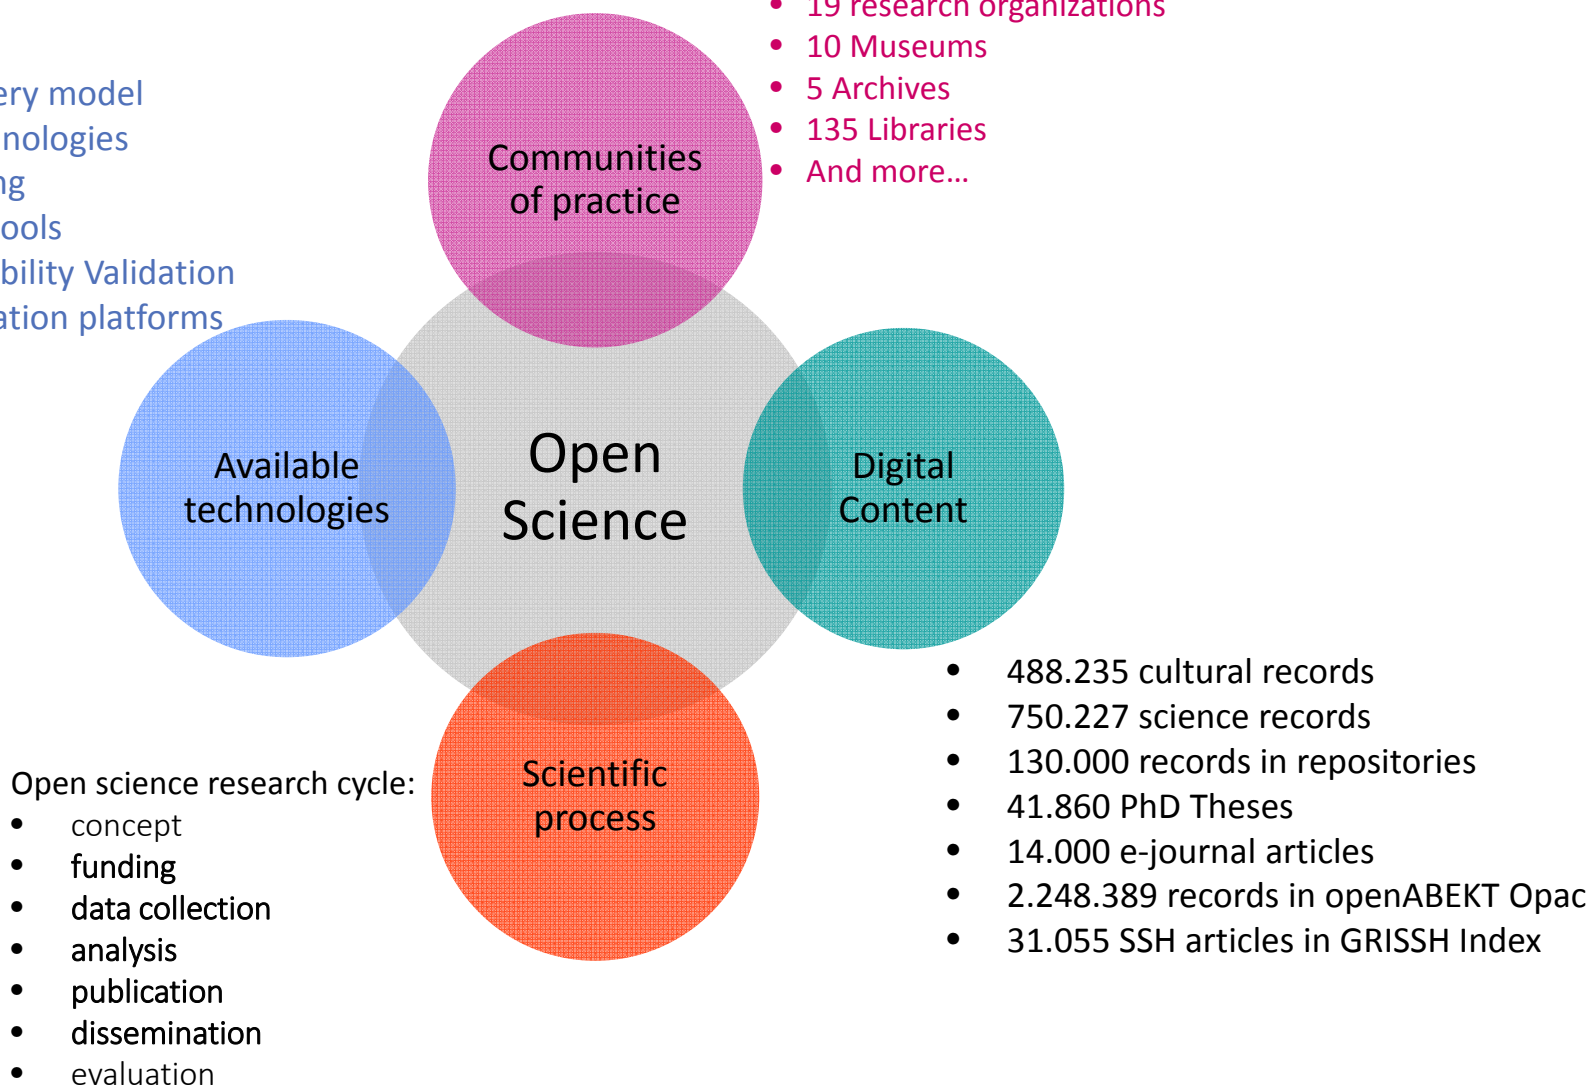 19 research organizations
10 Museums
5 Archives
135 Libraries
And more...
ery model
nologies
ng
ools
bility Validation
ation platforms
Communities
of practice
Available
technologies
Open
Science
Digital
Content
Scientific
process
Open science research cycle:
concept
funding
data collection
analysis
publication
dissemination
evaluation
488.235 cultural records
750.227 science records
130.000 records in repositories
41.860 PhD Theses
14.000 e-journal articles
2.248.389 records in openABEKT Opac
31.055 SSH articles in GRISSH Index